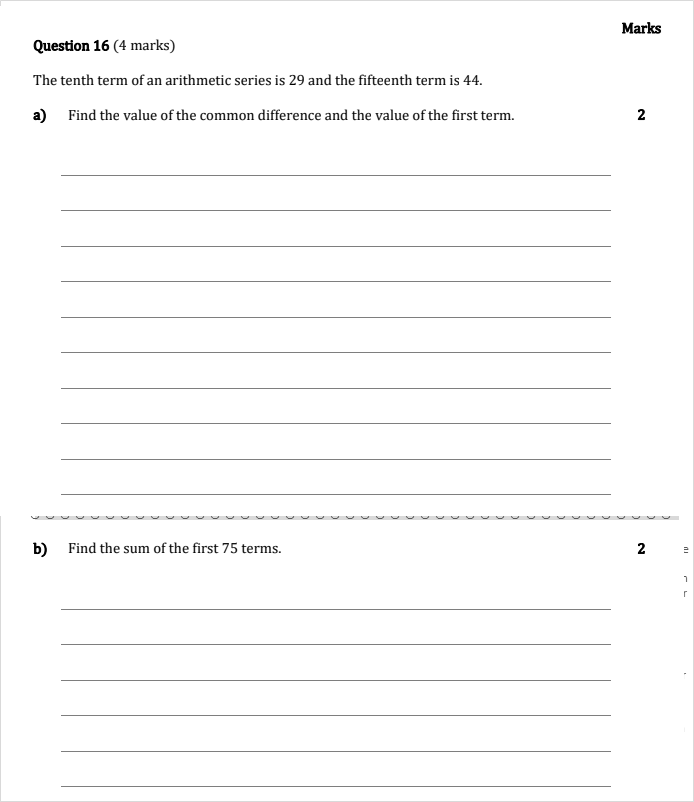 Marks
Question 16 (4 marks)
The tenth term of an arithmetic series is 29 and the fifteenth term is 44.
a) Find the value of the common difference and the value of the first term. 2
b) Find the sum of the first 75 terms. 2